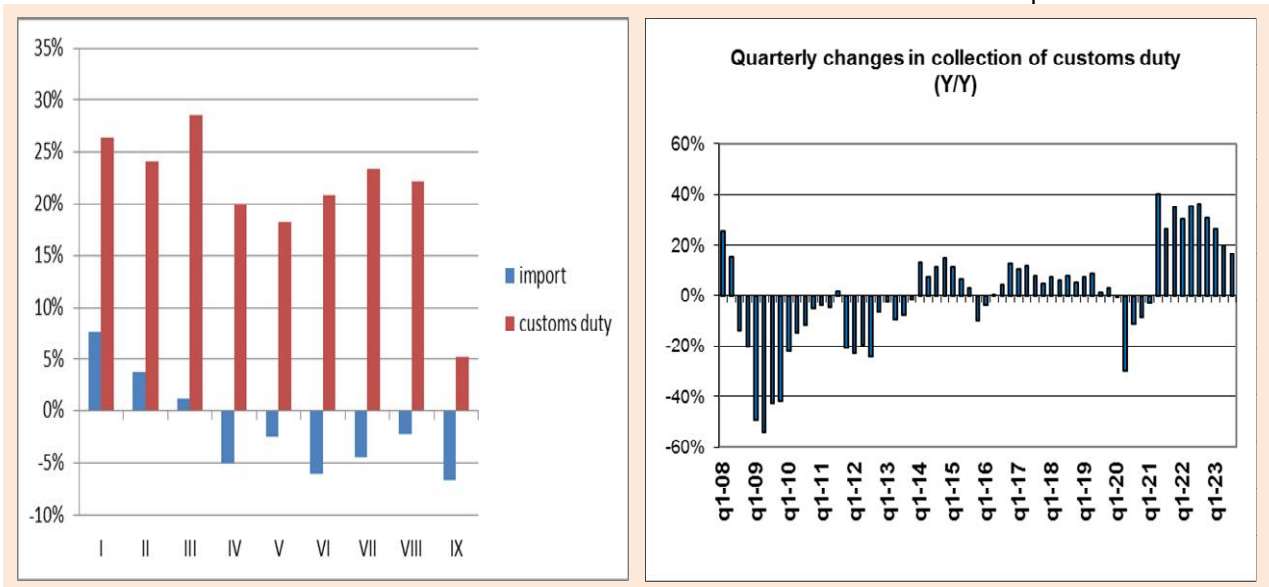 35%
30%
25%
20%
15%
10%
5%
0%
-5%
-10%
I II III IV V VI VII VIII IX
import
customs duty
Quarterly changes in collection of customs duty
(Y/Y)
60%
40%
20%
0%
-20%
-40%
-60%
q1-08 q1-09 q1-10 q1-11 q1-12 q1-13 q1-14 q1-15 q1-16 q1-17 q1-18 q1-19 q1-20 q1-21 q1-22 q1-23